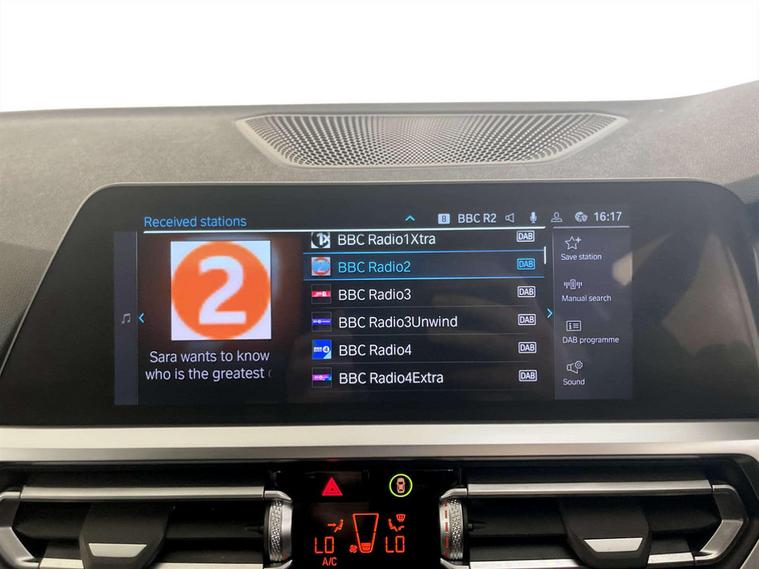 Received stations
8 BBC R2 16:17
2
Sara wants to know
who is the greatest
BBC Radio1Xtra DAB
BBC Radio2 DAB
BBC Radio3 DAB
BBC Radio3Unwind DAB
BBC Radio4 DAB
BBC Radio4Extra DAB
Save station
Manual search
DAB programme
Sound
LO LO
A/C